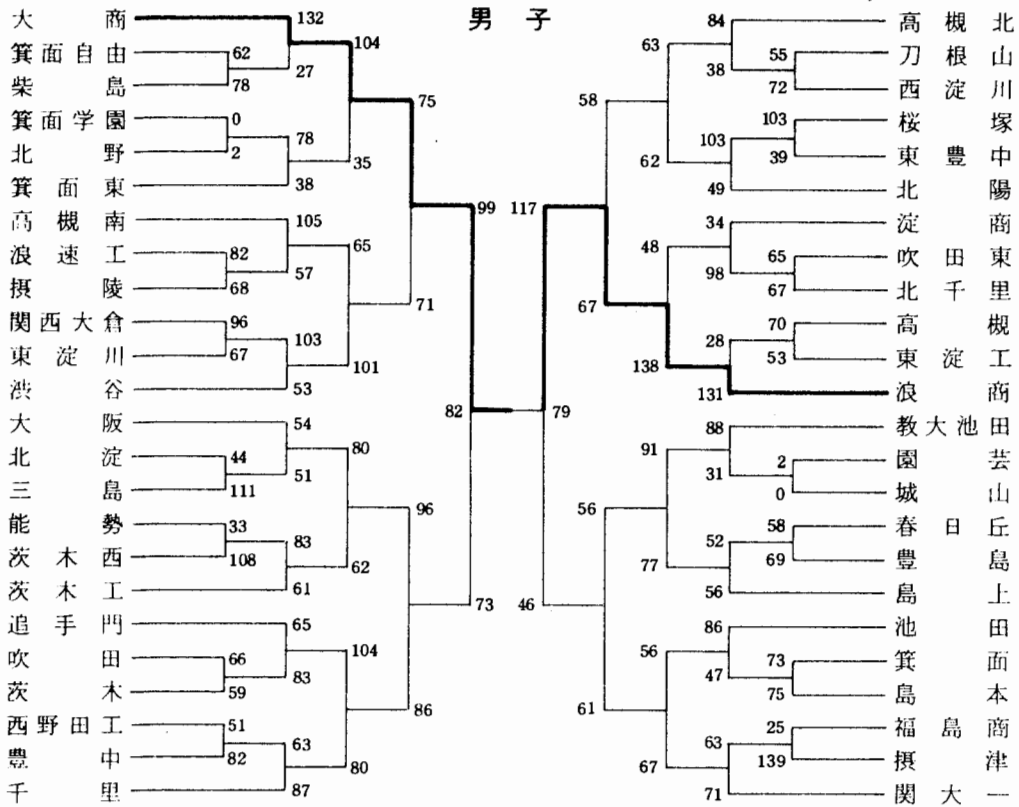 男子
大商
箕面自由
柴島
箕面学園
北野
箕面東
高槻南
浪速工
摂陵
関西大倉
東淀川
渋谷
大阪
北淀
三島
能勢
茨木西
茨木工
追手門
吹田
茨木
西野田工
豊中
千里
132
62
78
27
104
0
2
78
38
35
75
105
82
68
57
65
96
67
103
53
101
71
99
54
44
111
51
80
33
108
83
61
62
96
65
66
59
83
104
51
82
63
87
80
86
73
82
高槻北
刀根山
西淀川
桜塚
東豊中
北陽
淀商
吹田東
北千里
高槻
東淀工
浪商
教大池田
園芸
城山
春日丘
豊島
島上
池田
箕面
島本
福島商
摂津
関大一
84
55
72
38
63
103
39
103
49
62
58
34
65
67
98
48
70
53
28
131
138
67
117
88
2
0
31
91
58
69
52
56
77
56
86
73
75
47
56
25
139
63
71
67
61
46
79